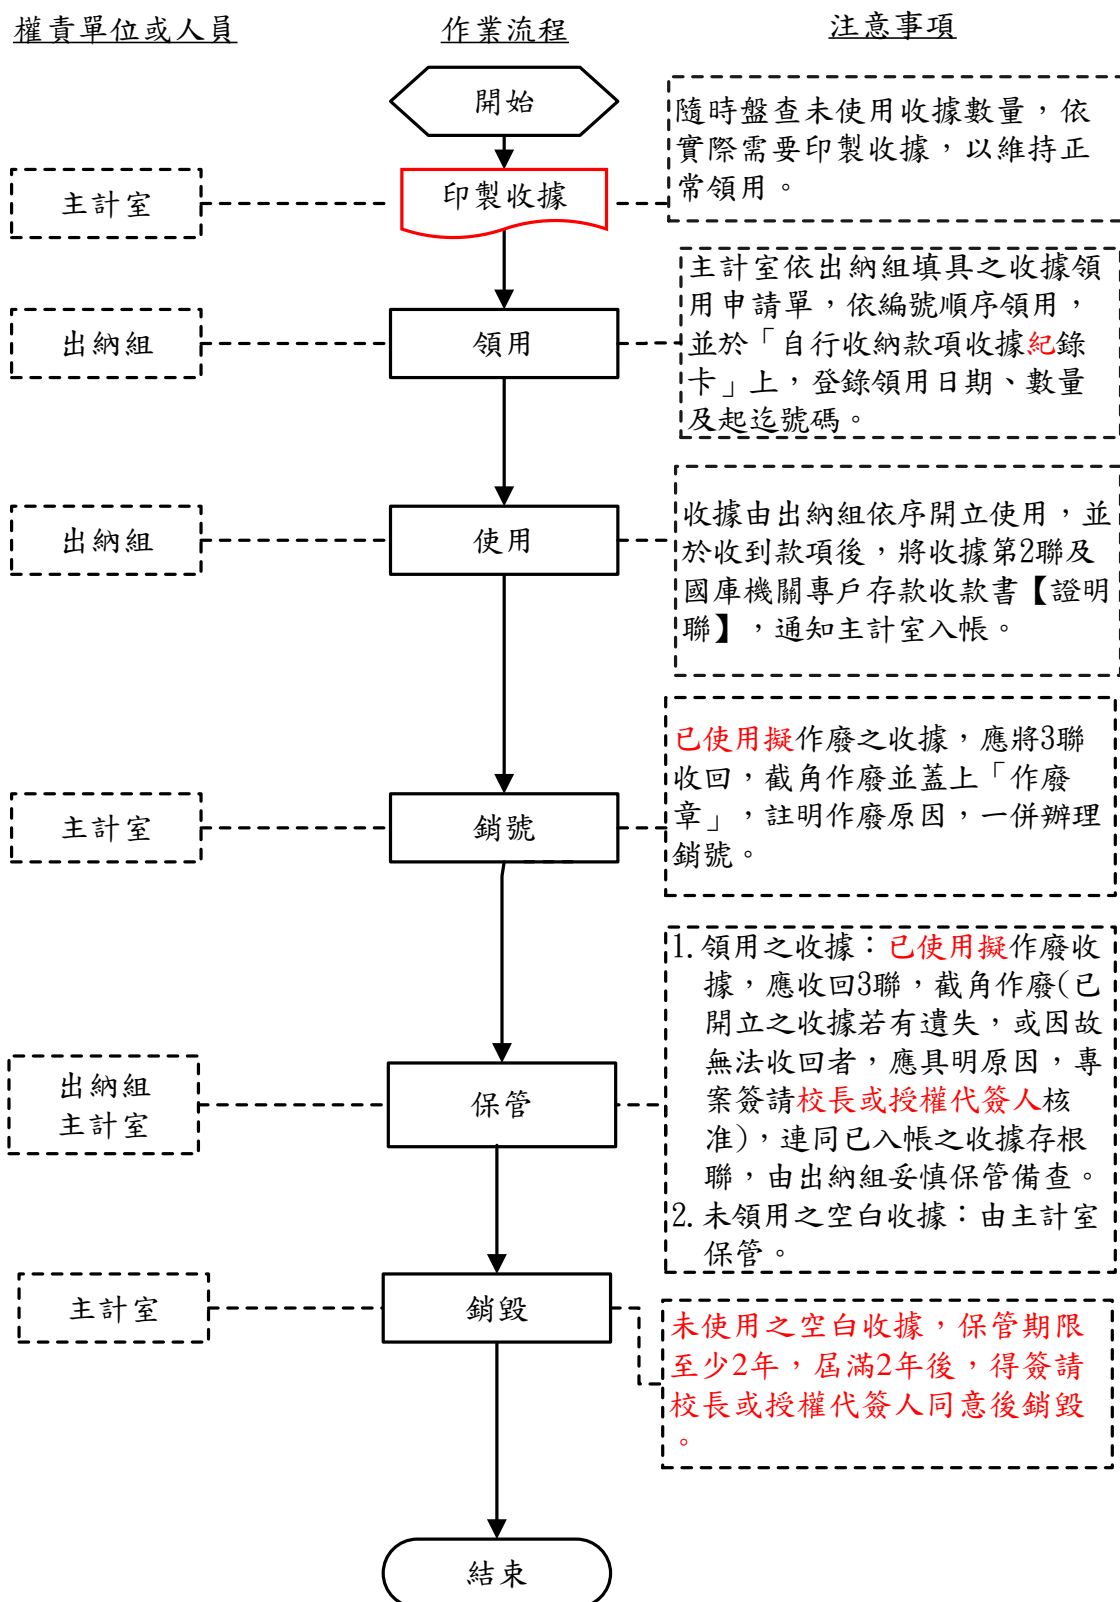 權責單位或人員
作業流程
注意事項
開始
隨時盤查未使用收據數量，依
實際需要印製收據，以維持正
常領用。
主計室
印製收據
主計室依出納組填具之收據領
用申請單，依編號順序領用，
並於「自行收納款項收據紀錄
卡」上，登錄領用日期、數量
及起迄號碼。
出納組
領用
收據由出納組依序開立使用，並
於收到款項後，將收據第2聯及
國庫機關專戶存款收款書【證明
聯】，通知主計室入帳。
出納組
使用
已使用擬作廢之收據，應將3聯
收回，截角作廢並蓋上「作廢
章」，註明作廢原因，一併辦理
銷號。
主計室
銷號
1.領用之收據：已使用擬作廢收
據，應收回3聯，截角作廢(已
開立之收據若有遺失，或因故
無法收回者，應具明原因，專
案簽請校長或授權代簽人核
准)，連同已入帳之收據存根
聯，由出納組妥慎保管備查。
2.未領用之空白收據：由主計室
保管。
出納組
主計室
保管
主計室
銷毀
未使用之空白收據，保管期限
至少2年，屆滿2年後，得簽請
校長或授權代簽人同意後銷毀
。
結束